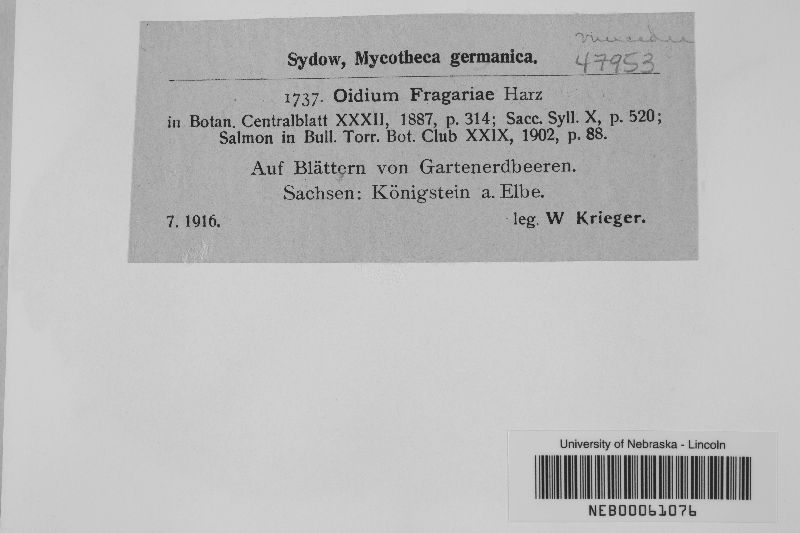 Sydow, Mycotheca germanica.
47953
1737. Oidium Fragariae Harz
in Botan. Centralblatt XXXII, 1887, p. 314; Sacc. Syll. X, p. 520;
Salmon in Bull. Torr. Bot. Club XXIX, 1902, p. 88.
Auf Blättern von Gartenerdbeeren.
Sachsen: Königstein a. Elbe.
7. 1916. leg. W Krieger.
University of Nebraska - Lincoln
NEB00061076